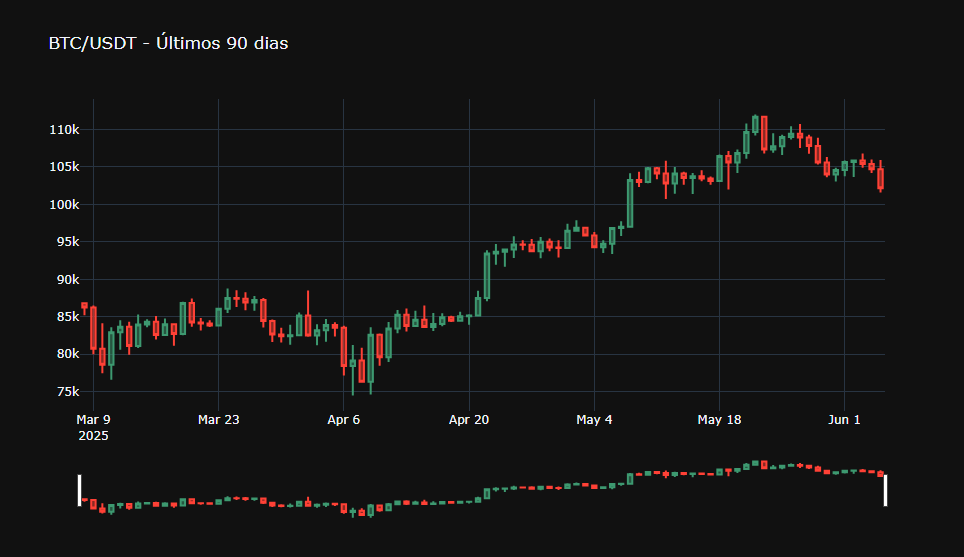 BTC/USDT - Últimos 90 dias
110k
105k
100k
95k
90k
85k
80k
75k
Mar 9 Mar 23 Apr 6 Apr 20 May 4 May 18 Jun 1
2025